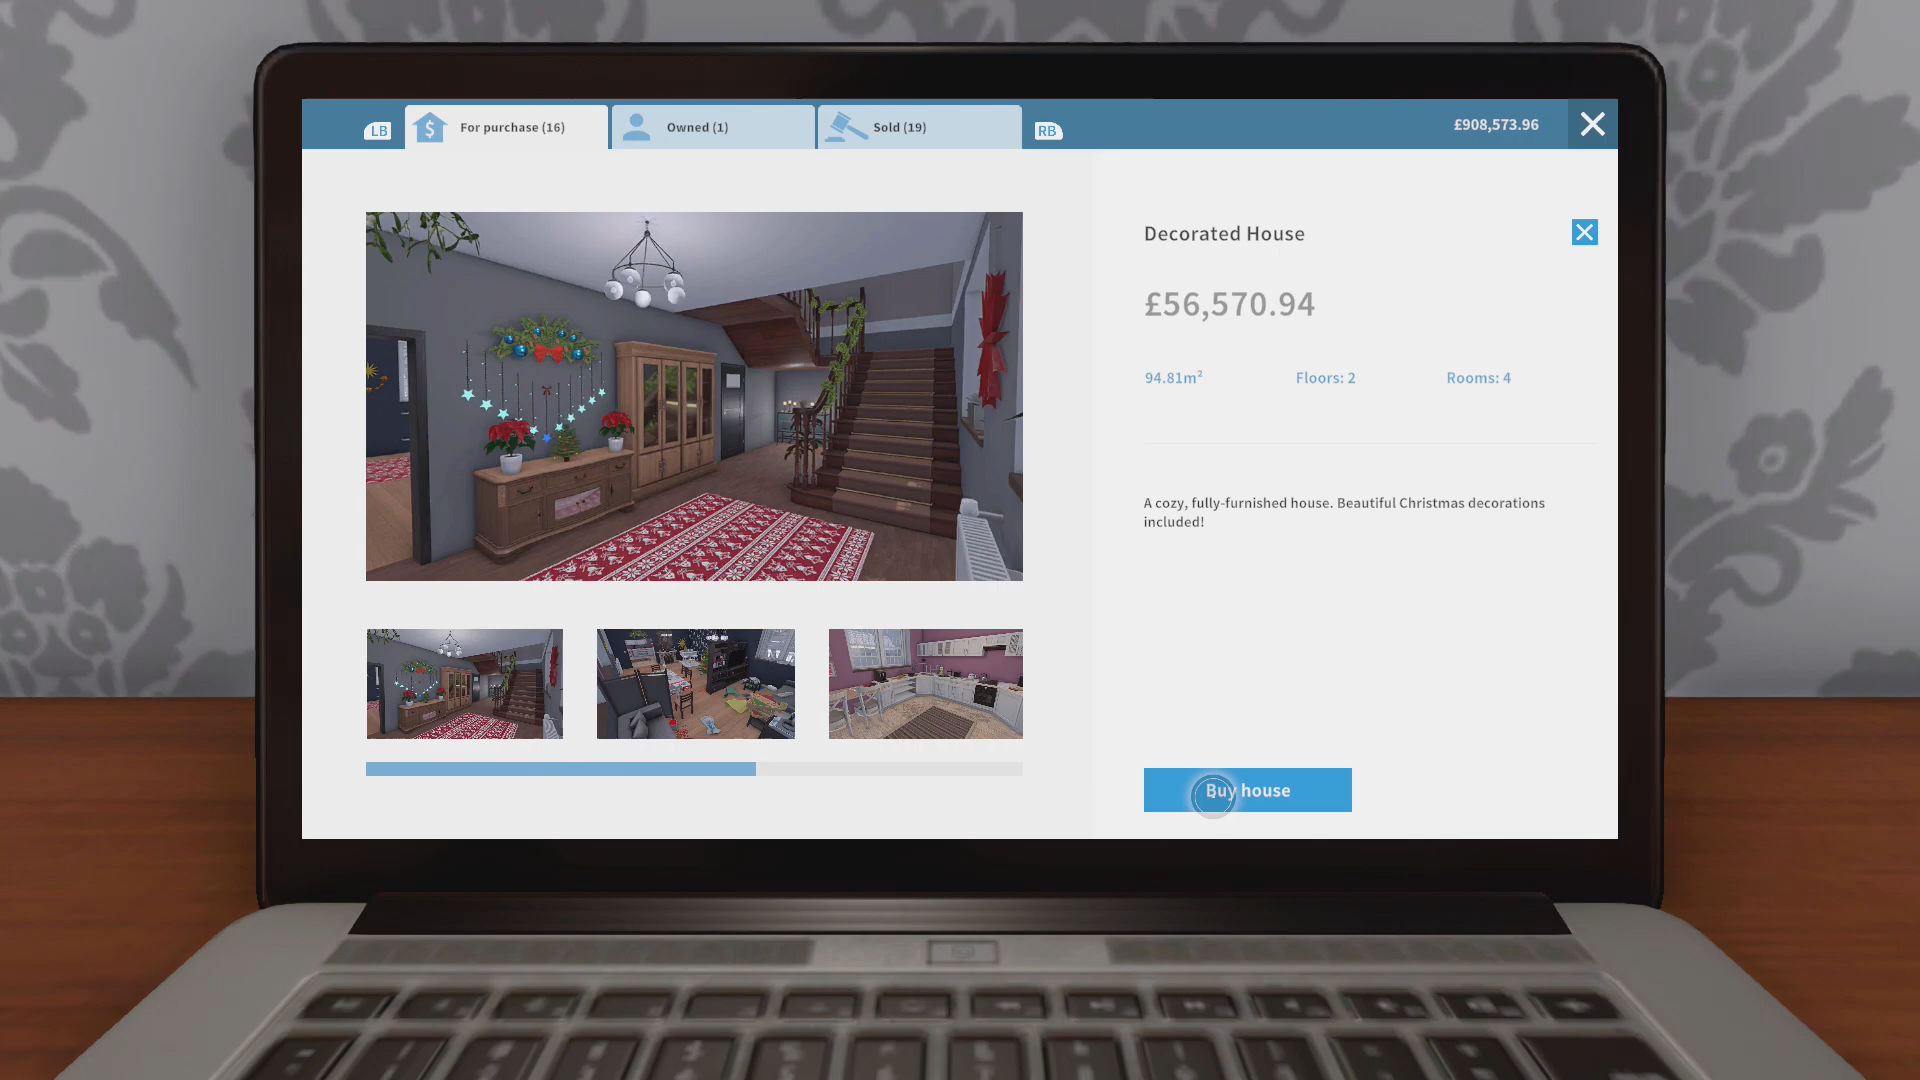 LB
For purchase (16)
Owned (1)
Sold (19)
RB
£908,573.96
Decorated House
£56,570.94
94.81m²
Floors: 2
Rooms: 4
A cozy, fully-furnished house. Beautiful Christmas decorations
included!
Buy house